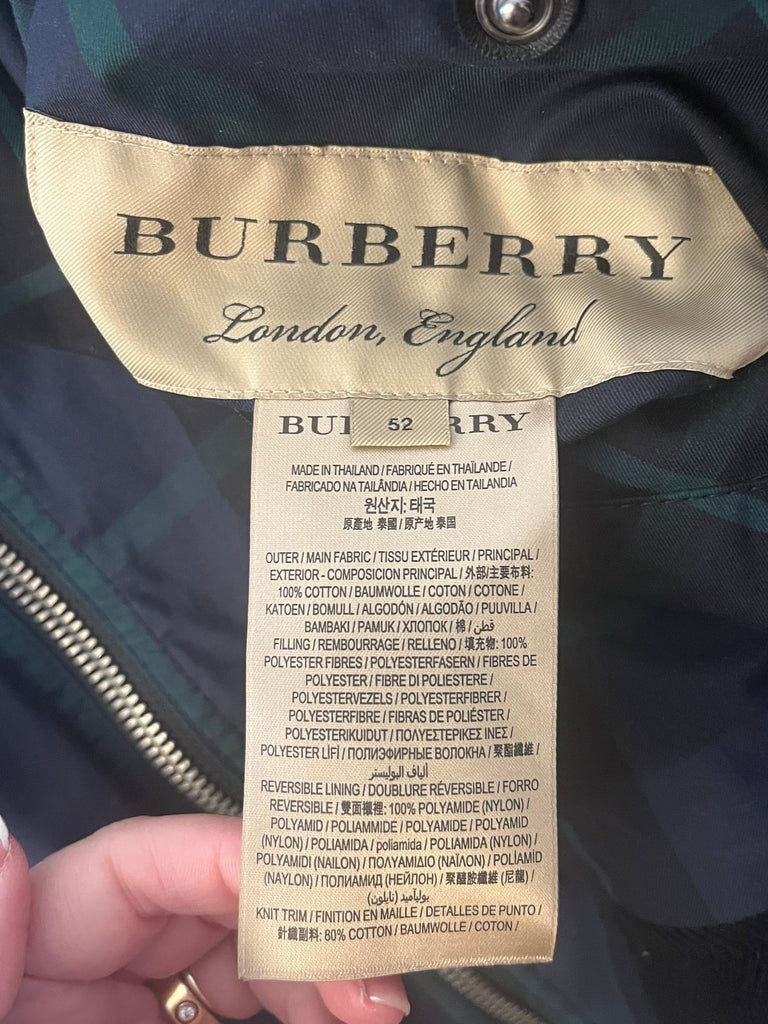 BURBERRY
London, England
BU RRY
52
MADE IN THAILAND / FABRIQUÉ EN THAÏLANDE /
FABRICADO NA TAILÂNDIA / HECHO EN TAILANDIA
원산지: 태국
原產地 泰國 / 原产地 泰国
OUTER / MAIN FABRIC / TISSU EXTÉRIEUR / PRINCIPAL /
EXTERIOR - COMPOSICION PRINCIPAL / 外部/主要布料:
100% COTTON / BAUMWOLLE / COTON / COTONE /
KATOEN / BOMULL / ALGODÓN / ALGODÃO / PUUVILLA /
BAMBAKI / PAMUK / ХЛОПОК / 棉 / قطن
FILLING / REMBOURRAGE / RELLENO / 填充物: 100%
POLYESTER FIBRES / POLYESTERFASERN / FIBRES DE
POLYESTER / FIBRE DI POLIESTERE /
POLYESTERVEZELS / POLYESTERFIBRER /
POLYESTERFIBRE / FIBRAS DE POLIÉSTER /
POLYESTERIKUIDUT / ΠΟΛΥΕΣΤΕΡΙΚΕΣ ΙΝΕΣ /
POLYESTER LİFİ / ПОЛИЭФИРНЫЕ ВОЛОКНА / 聚酯纖維 /
ألياف البوليستر
REVERSIBLE LINING / DOUBLURE RÉVERSIBLE / FORRO
REVERSIBLE / 雙面襯裡: 100% POLYAMIDE (NYLON) /
POLYAMID / POLIAMMIDE / POLYAMIDE / POLYAMID
(NYLON) / POLIAMIDA / poliamida / POLIAMIDA (NYLON) /
POLYAMIDI (NAILON) / ΠΟΛΥΑΜΙΔΙΟ (ΝΑΪΛΟΝ) / POLİAMİD
(NAYLON) / ПОЛИАМИД (НЕЙЛОН) / 聚醯胺纖維 (尼龍) /
بولياميد (نايلون)
KNIT TRIM / FINITION EN MAILLE / DETALLES DE PUNTO /
針織副料: 80% COTTON / BAUMWOLLE / COTON /